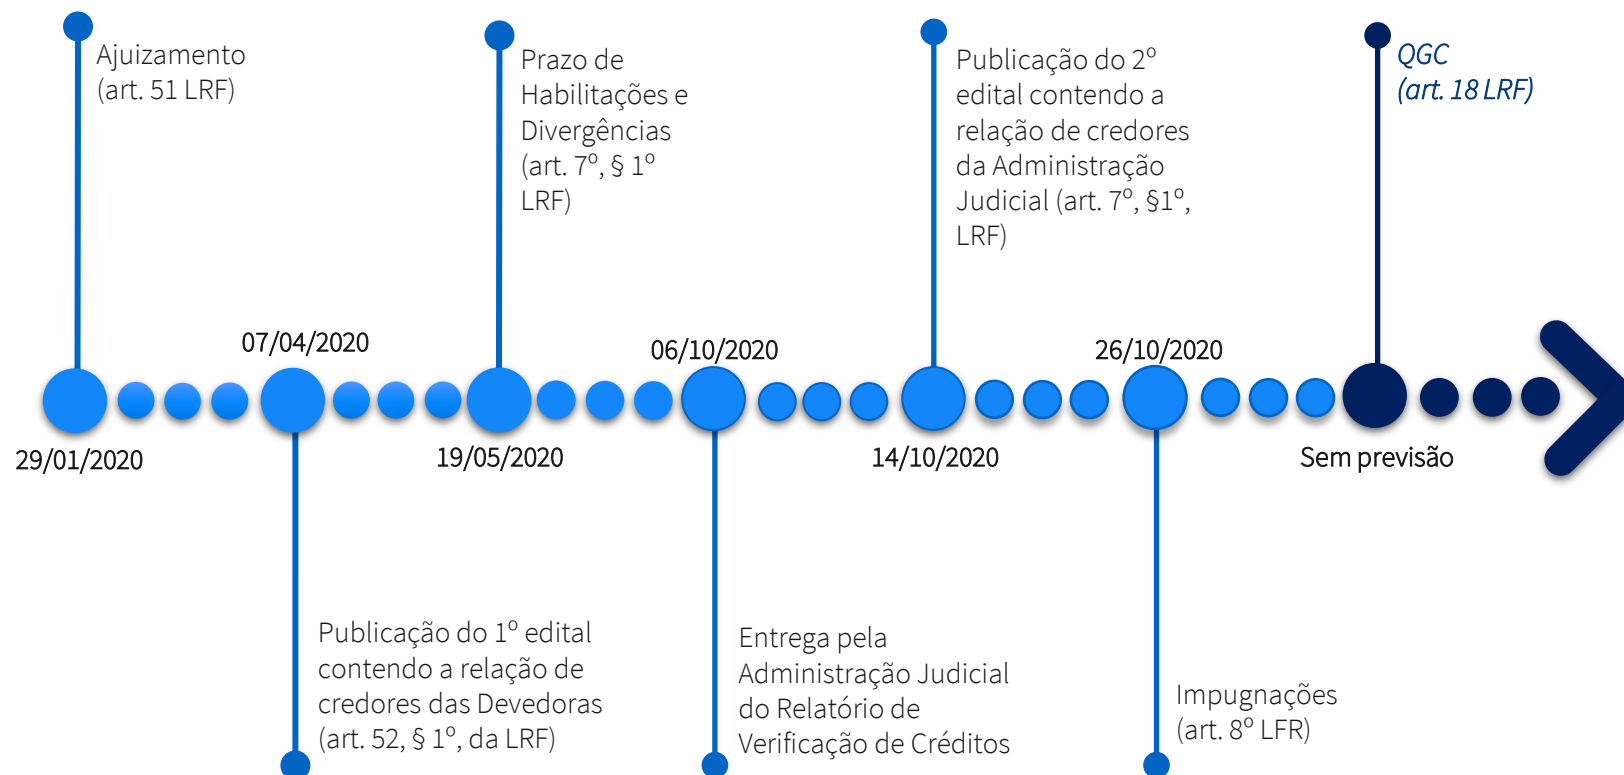 Ajuizamento
(art. 51 LRF)
29/01/2020
07/04/2020
Publicação do 1º edital
contendo a relação de
credores das Devedoras
(art. 52, § 1º, da LRF)
Prazo de
Habilitações e
Divergências
(art. 7º, § 1º
LRF)
19/05/2020
06/10/2020
Entrega pela
Administração Judicial
do Relatório de
Verificação de Créditos
Publicação do 2º
edital contendo a
relação de credores
da Administração
Judicial (art. 7º, §1º,
LRF)
14/10/2020
26/10/2020
Impugnações
(art. 8º LFR)
QGC
(art. 18 LRF)
Sem previsão